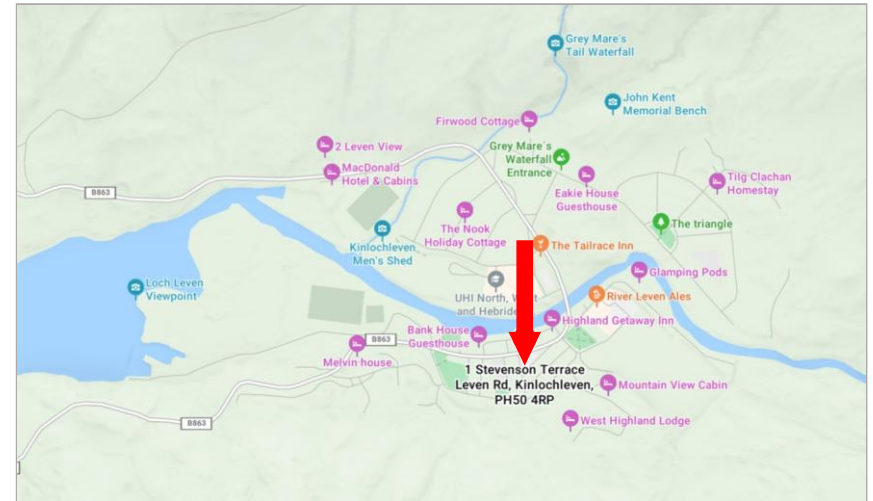 Grey Mare's
Tail Waterfall
John Kent
Memorial Bench
Firwood Cottage
2 Leven View
Grey Mare's
Waterfall
Entrance
MacDonald
Hotel & Cabins
Tilg Clachan
Homestay
B863
Eakie House
Guesthouse
The triangle
The Nook
Holiday Cottage
Kinlochleven
Men's Shed
The Tailrace Inn
Glamping Pods
Loch Leven
Viewpoint
UHI North,
and Hebride
River Leven Ales
Highland Getaway Inn
Bank House
Guesthouse
B863
Melvin house
1 Stevenson Terrace
Leven Rd, Kinlochleven,
PH50 4RP
Mountain View Cabin
West Highland Lodge
B863